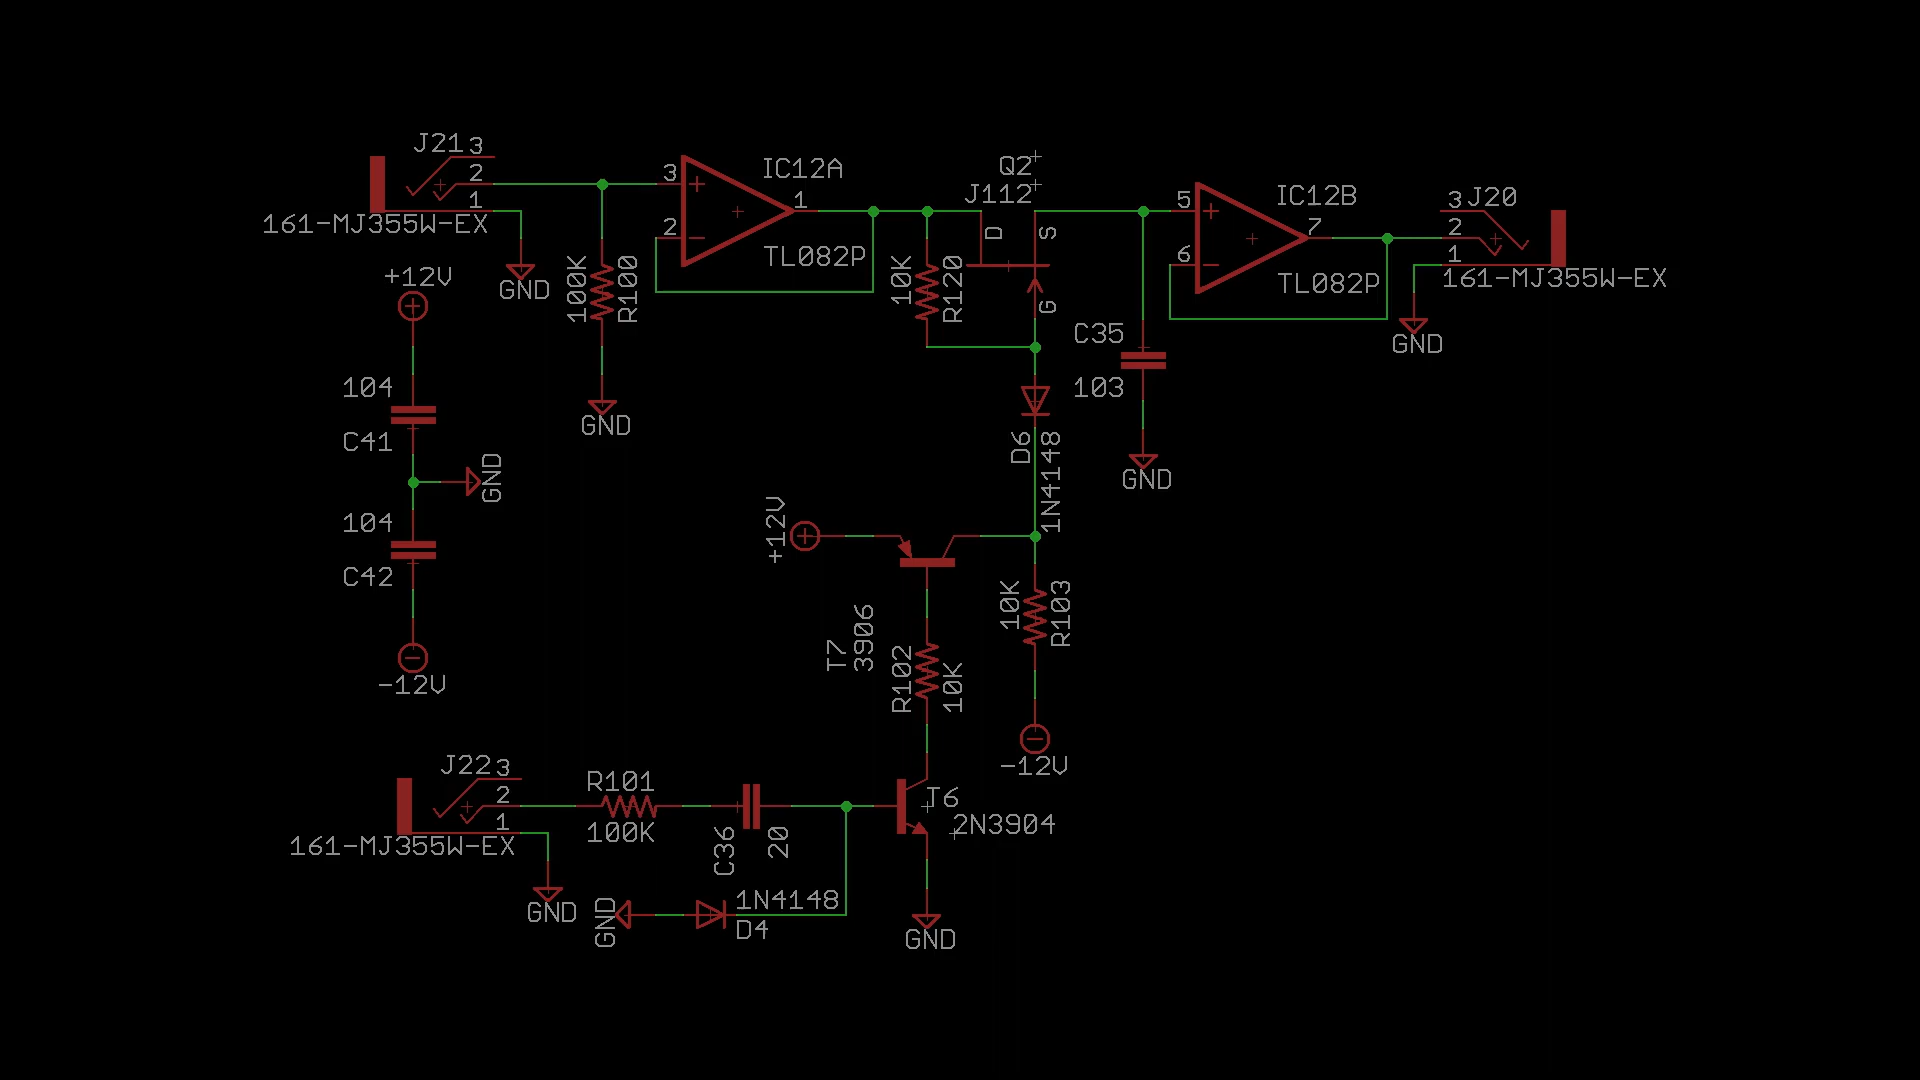 J21
3
2
1
161-MJ355W-EX
GND
+12V
104
C41
GND
104
C42
-12V
100K
R100
GND
3
2
IC12A
1
TL082P
10K
R120
Q2
J112
D
S
G
C35
103
GND
5
6
IC12B
7
TL082P
3
J20
2
1
161-MJ355W-EX
GND
D6
1N4148
+12V
T7
3906
R102
10K
10K
R103
-12V
J22
3
2
1
161-MJ355W-EX
GND
R101
100K
C36
20
GND
1N4148
D4
T6
2N3904
GND